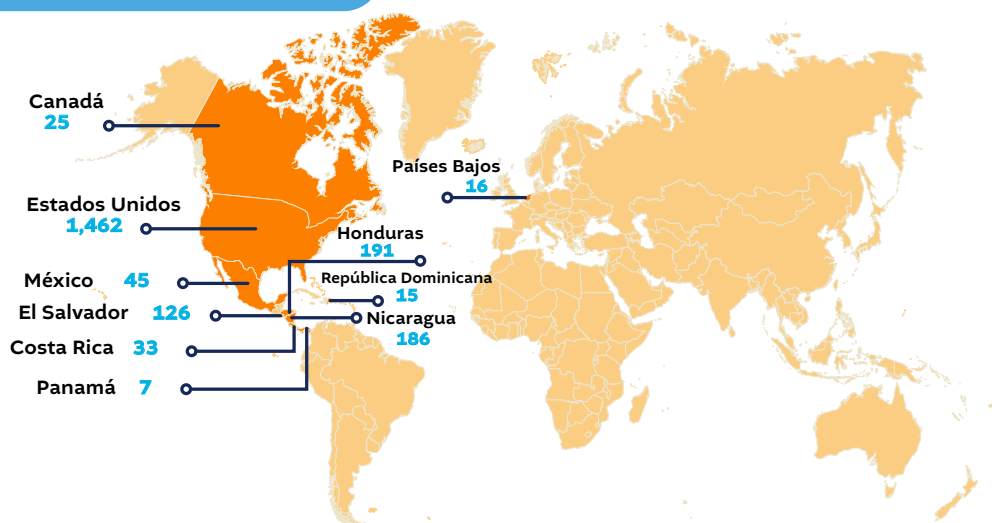 Canadá
25
Países Bajos
16
Estados Unidos
1,462
Honduras
191
México 45
República Dominicana
15
El Salvador 126
Nicaragua
186
Costa Rica 33
Panamá 7